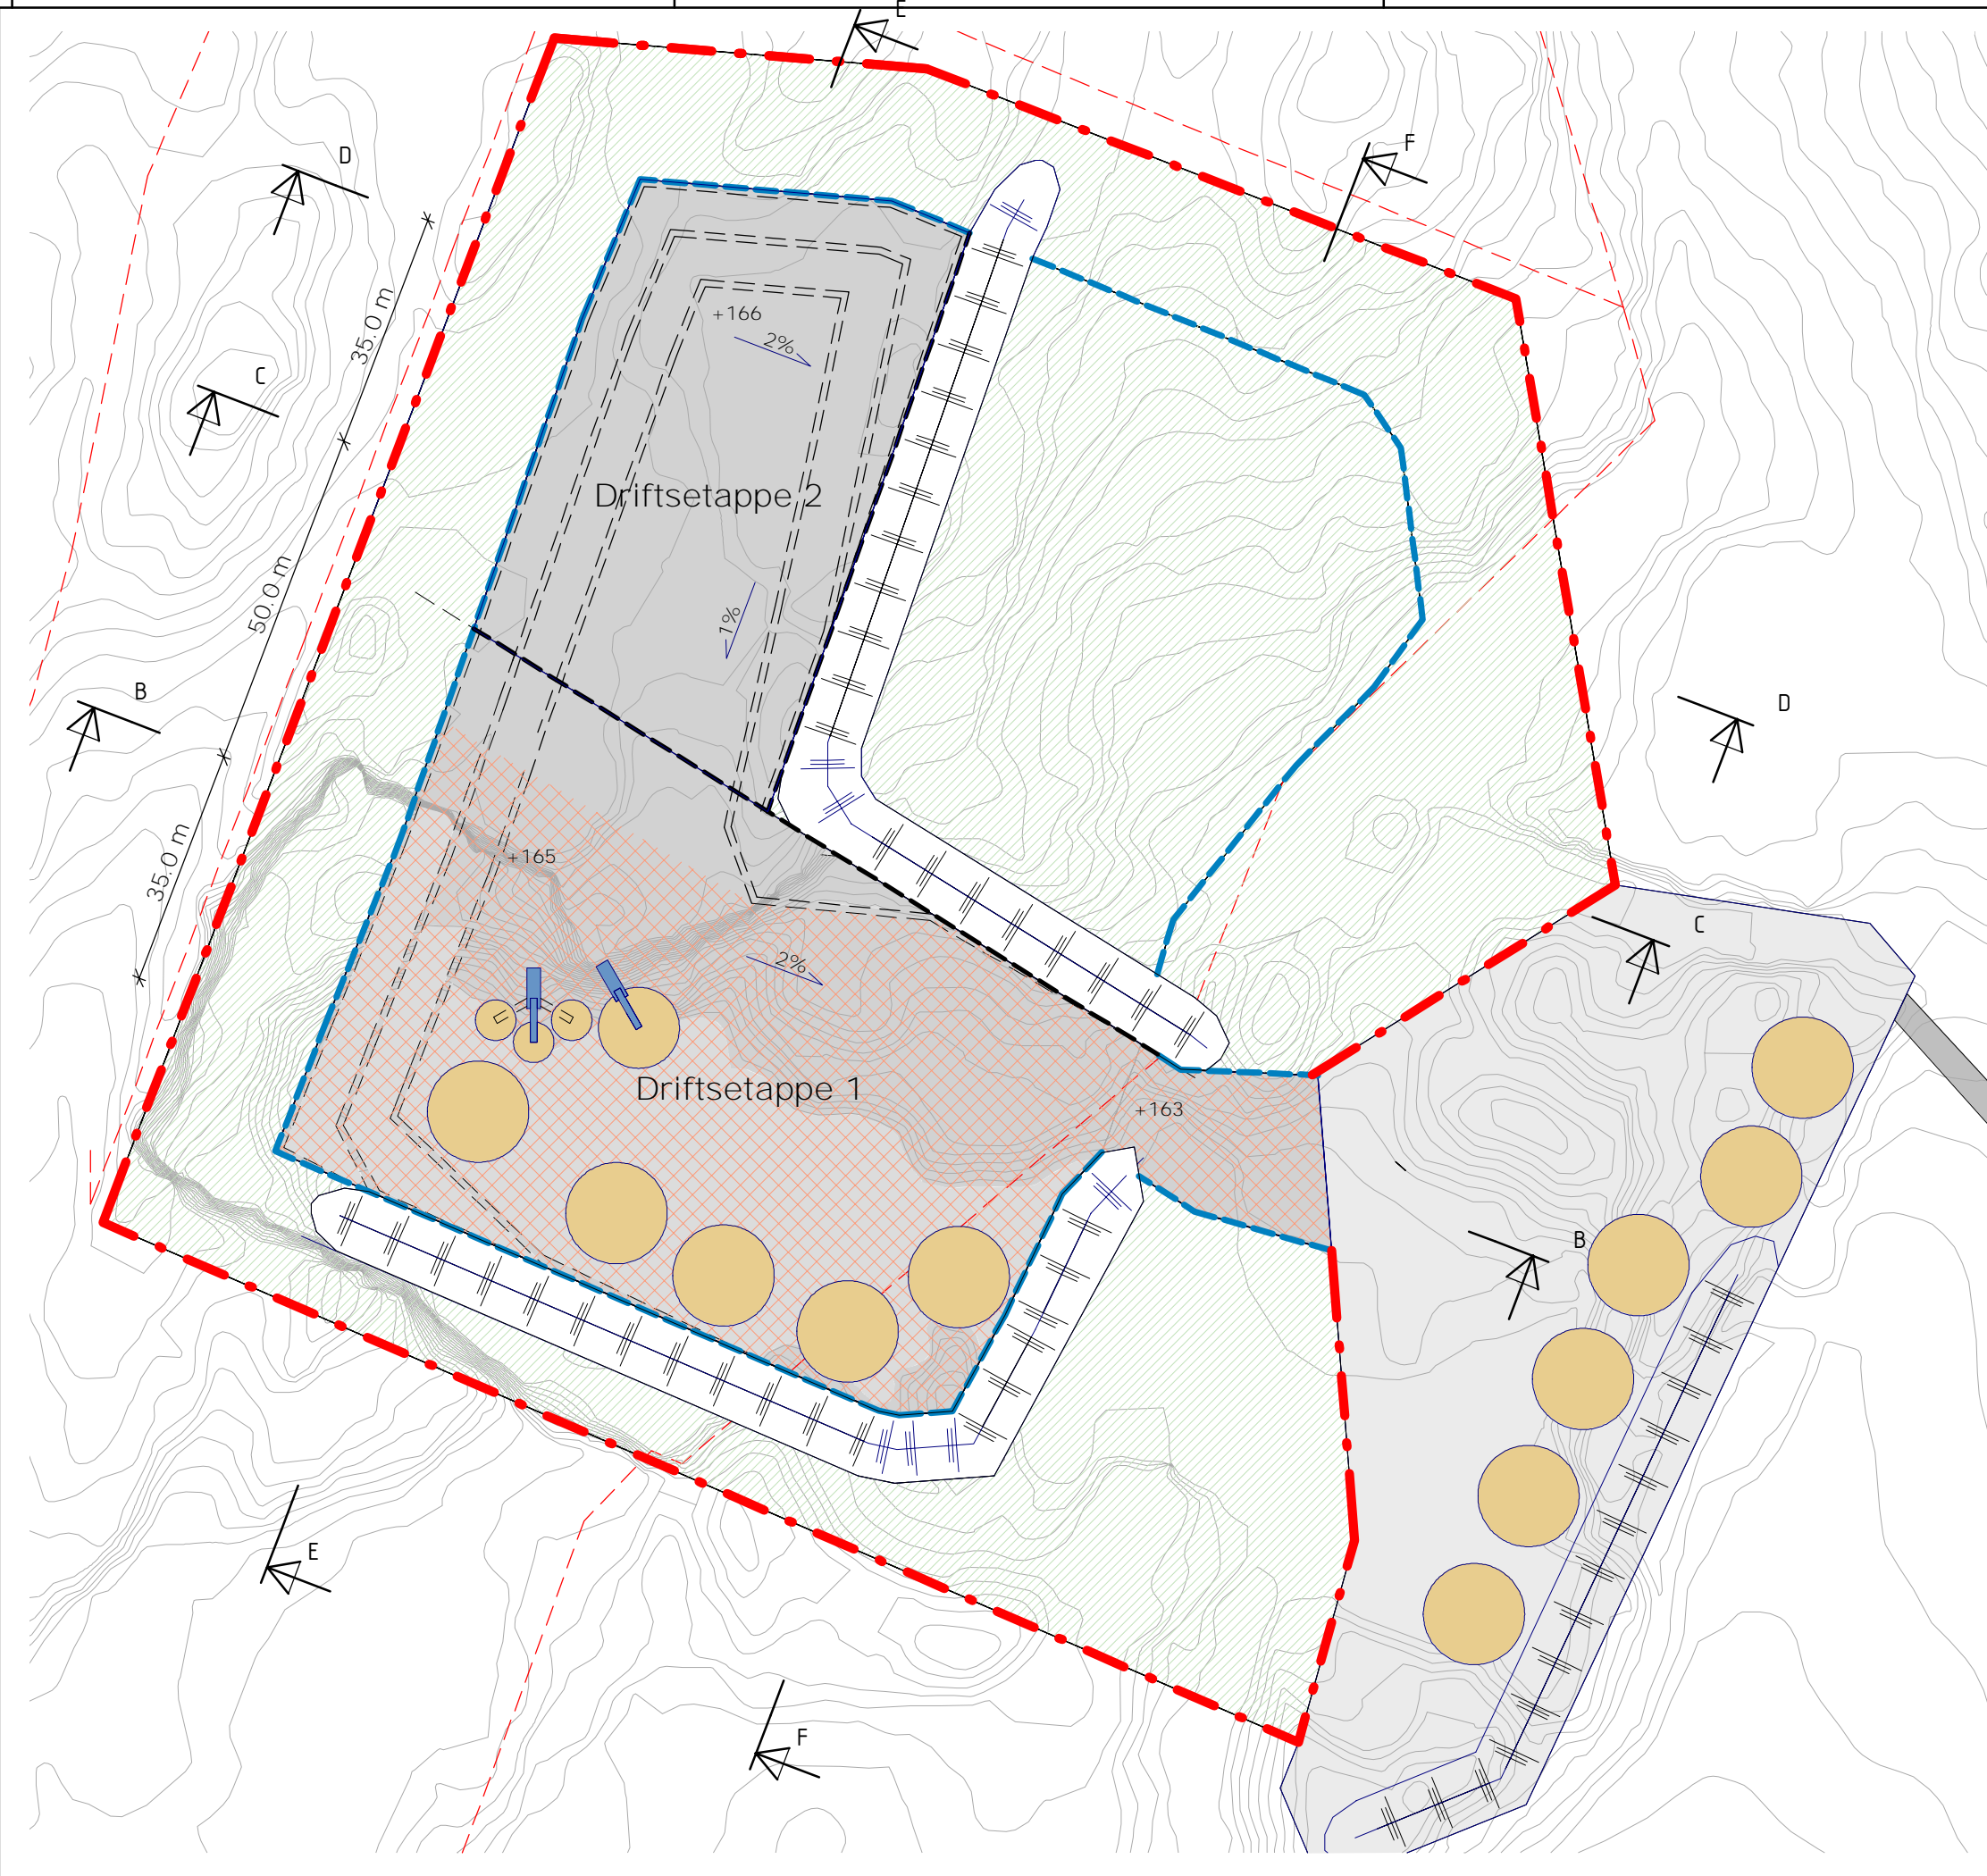 E
F
D
35.0 m
+166
2%
C
Driftsetappe 2
50.0 m
1%
B
D
35.0 m
+165
C
2%
Driftsetappe 1
+163
B
E
F